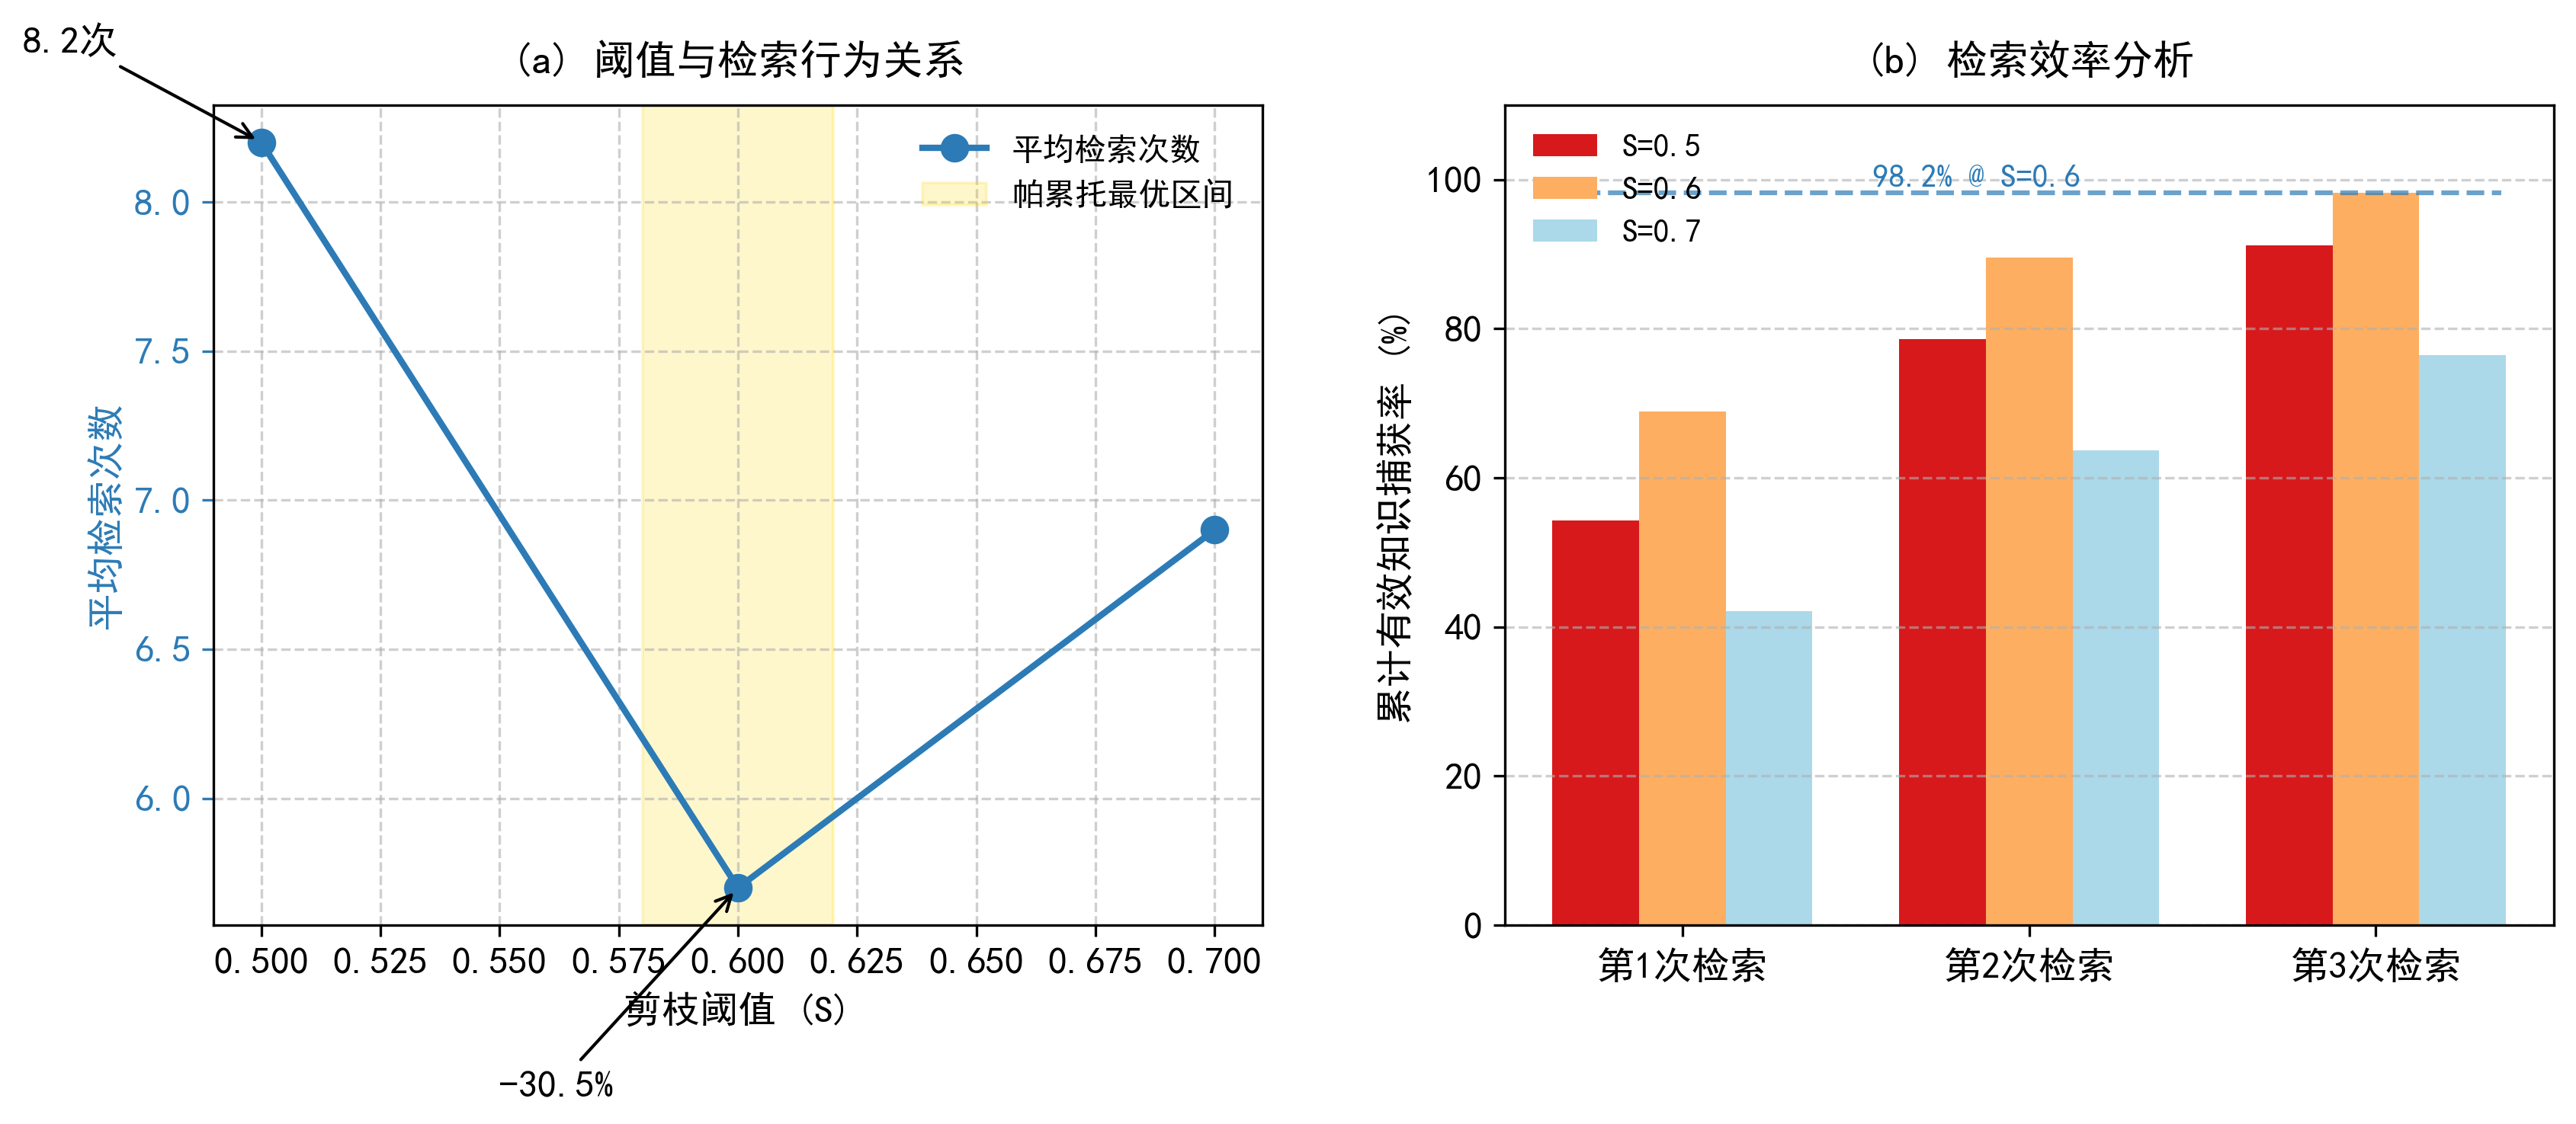 8.2次
(a) 阈值与检索行为关系
平均检索次数
帕累托最优区间
平均检索次数
8.0
7.5
7.0
6.5
6.0
0.500 0.525 0.550 0.575 0.600 0.625 0.650 0.675 0.700
剪枝阈值 (S)
−30.5%
(b) 检索效率分析
S=0.5
S=0.6
S=0.7
98.2% @ S=0.6
累计有效知识捕获率 (%)
100
80
60
40
20
0
第1次检索 第2次检索 第3次检索